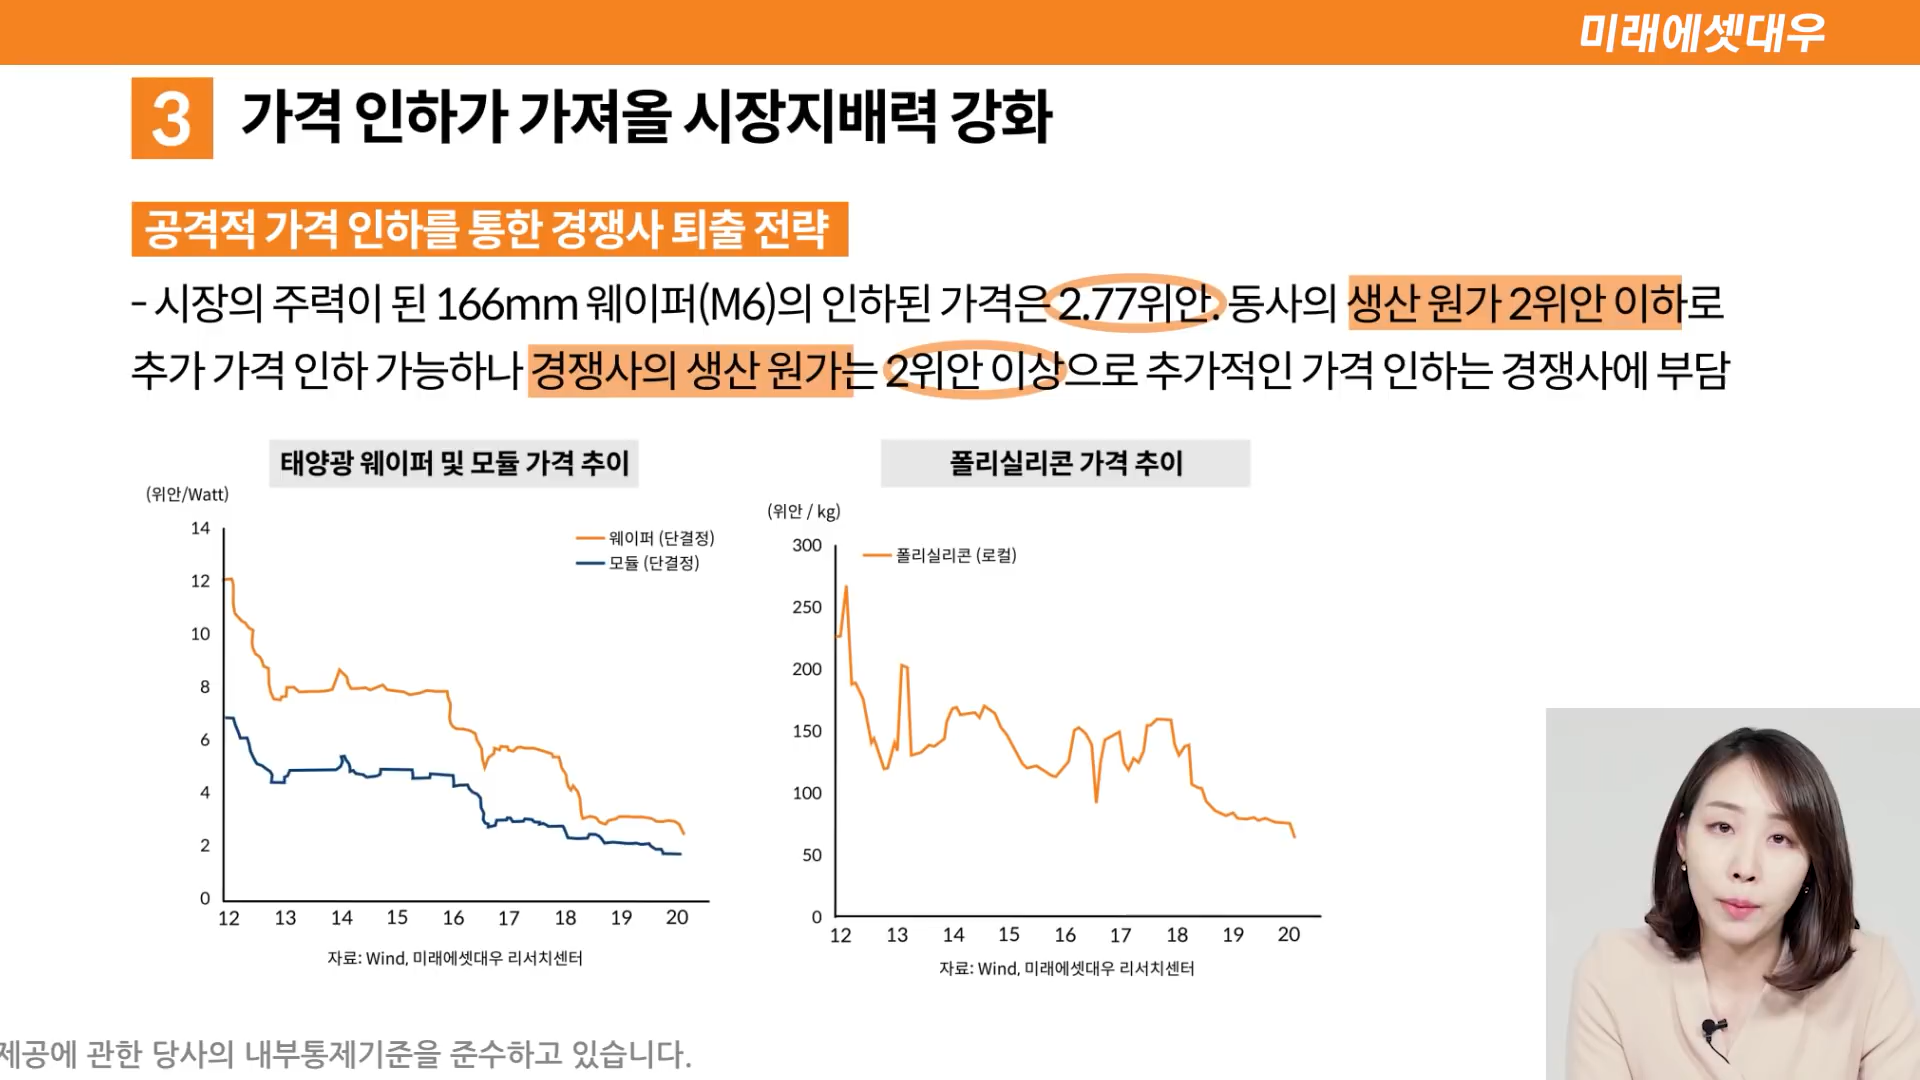 미래에셋대우
3 가격 인하가 가져올 시장지배력 강화
공격적 가격 인하를 통한 경쟁사 퇴출 전략
– 시장의 주력이 된 166mm 웨이퍼(M6)의 인하된 가격은 2.77위안. 동사의 생산 원가 2위안 이하로
추가 가격 인하 가능하나 경쟁사의 생산 원가는 2위안 이상으로 추가적인 가격 인하는 경쟁사에 부담
태양광 웨이퍼 및 모듈 가격 추이
(위안/Watt)
웨이퍼 (단결정)
모듈 (단결정)
14
12
10
8
6
4
2
0
12 13 14 15 16 17 18 19 20
자료: Wind, 미래에셋대우 리서치센터
폴리실리콘 가격 추이
(위안 / kg)
폴리실리콘 (로컬)
300
250
200
150
100
50
0
12 13 14 15 16 17 18 19 20
자료: Wind, 미래에셋대우 리서치센터
제공에 관한 당사의 내부통제기준을 준수하고 있습니다.